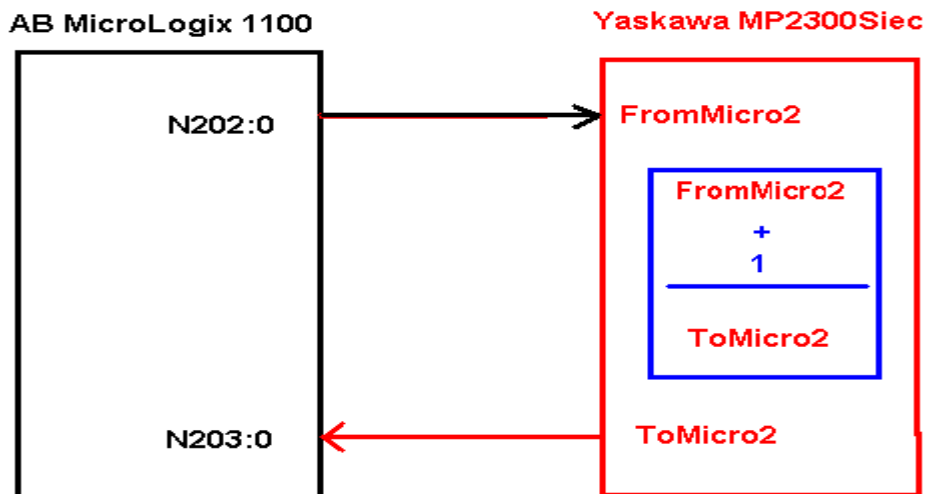 AB MicroLogix 1100
Yaskawa MP2300Siec
N202:0
FromMicro2
FromMicro2
+
1
ToMicro2
N203:0
ToMicro2